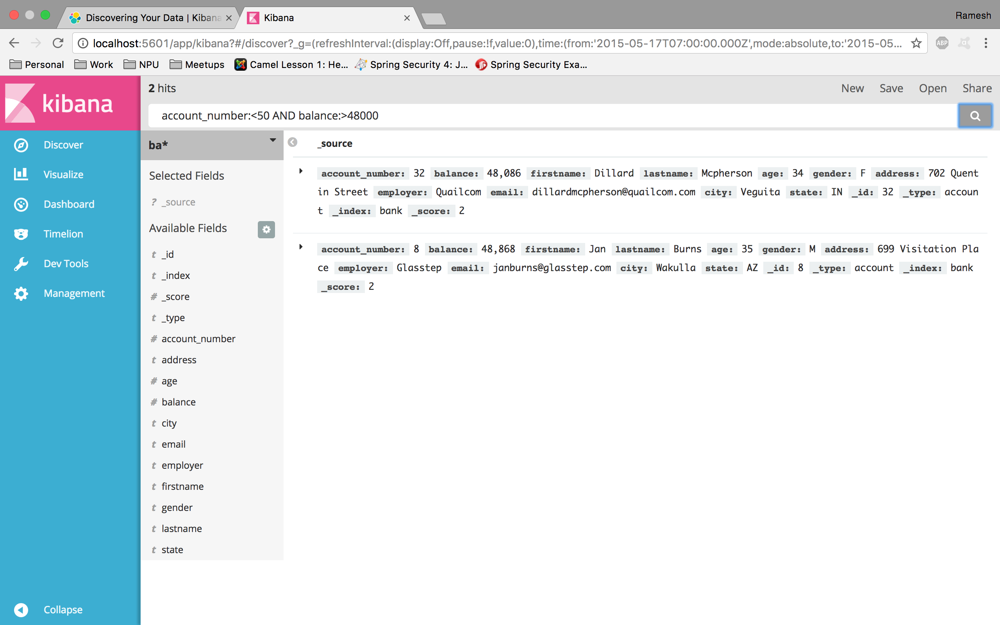 Discovering Your Data | Kibana
Kibana
Ramesh
localhost:5601/app/kibana?#/discover?_g=(refreshInterval:(display:Off,pause:!f,value:0),time:(from:'2015-05-17T07:00:00.000Z',mode:absolute,to:'2015-05...
ABP
a
Personal
Work
NPU
Meetups
Camel Lesson 1: He...
Spring Security 4: J...
Spring Security Exa...
kibana
2 hits
New
Save
Open
Share
account_number:<50 AND balance:>48000
Discover
Visualize
Dashboard
Timelion
Dev Tools
Management
Collapse
ba*
Selected Fields
? _source
Available Fields
t _id
t _index
# _score
t _type
# account_number
t address
# age
# balance
t city
t email
t employer
t firstname
t gender
t lastname
t state
_source
account_number: 32 balance: 48,086 firstname: Dillard lastname: Mcpherson age: 34 gender: F address: 702 Quent
in Street employer: Quailcom email: dillardmcpherson@quailcom.com city: Veguita state: IN _id: 32 _type: accoun
t _index: bank _score: 2
account_number: 8 balance: 48,868 firstname: Jan lastname: Burns age: 35 gender: M address: 699 Visitation Pla
ce employer: Glasstep email: janburns@glasstep.com city: Wakulla state: AZ _id: 8 _type: account _index: bank
_score: 2